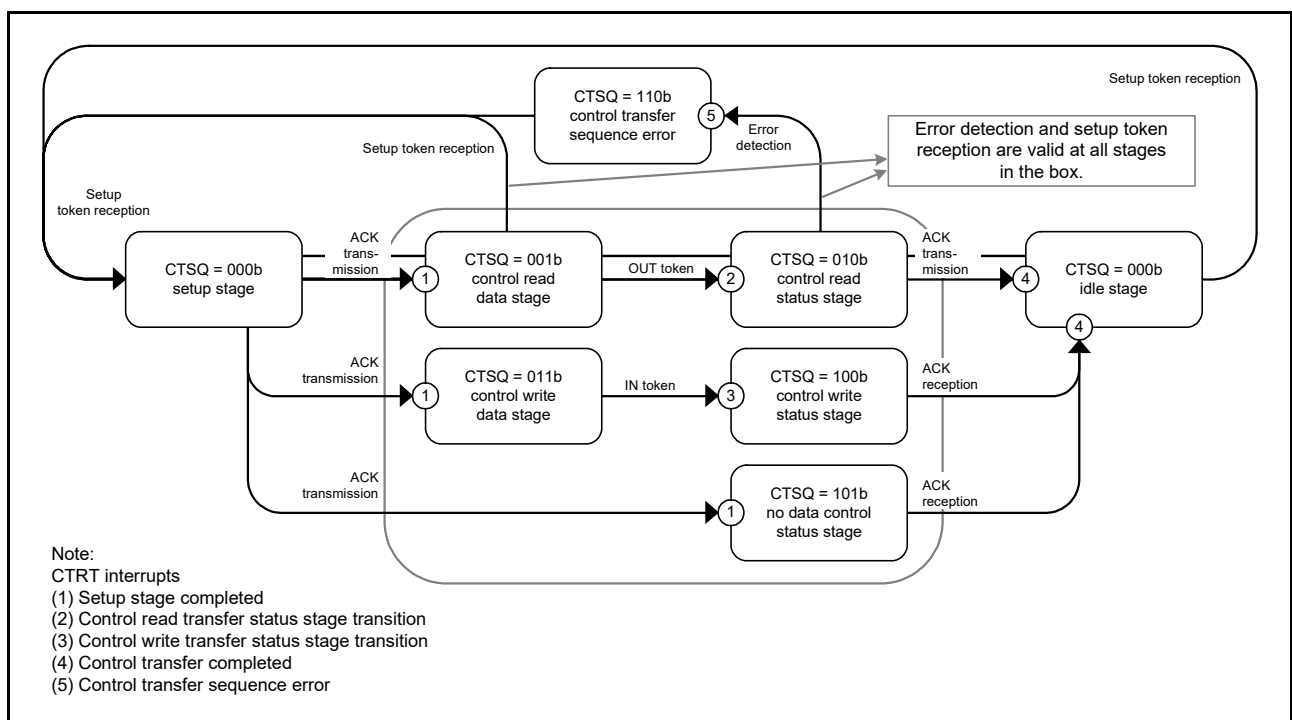 Setup token reception
CTSQ = 110b
control transfer
sequence error
5
Error
detection
Error detection and setup token
reception are valid at all stages
in the box.
Setup token reception
Setup
token reception
CTSQ = 000b
setup stage
ACK
trans-
mission
1
CTSQ = 001b
control read
data stage
OUT token
2
CTSQ = 010b
control read
status stage
ACK
trans-
mission
4
CTSQ = 000b
idle stage
4
ACK
transmission
1
CTSQ = 011b
control write
data stage
IN token
3
CTSQ = 100b
control write
status stage
ACK
reception
ACK
transmission
1
CTSQ = 101b
no data control
status stage
ACK
reception
Note:
CTRT interrupts
(1) Setup stage completed
(2) Control read transfer status stage transition
(3) Control write transfer status stage transition
(4) Control transfer completed
(5) Control transfer sequence error